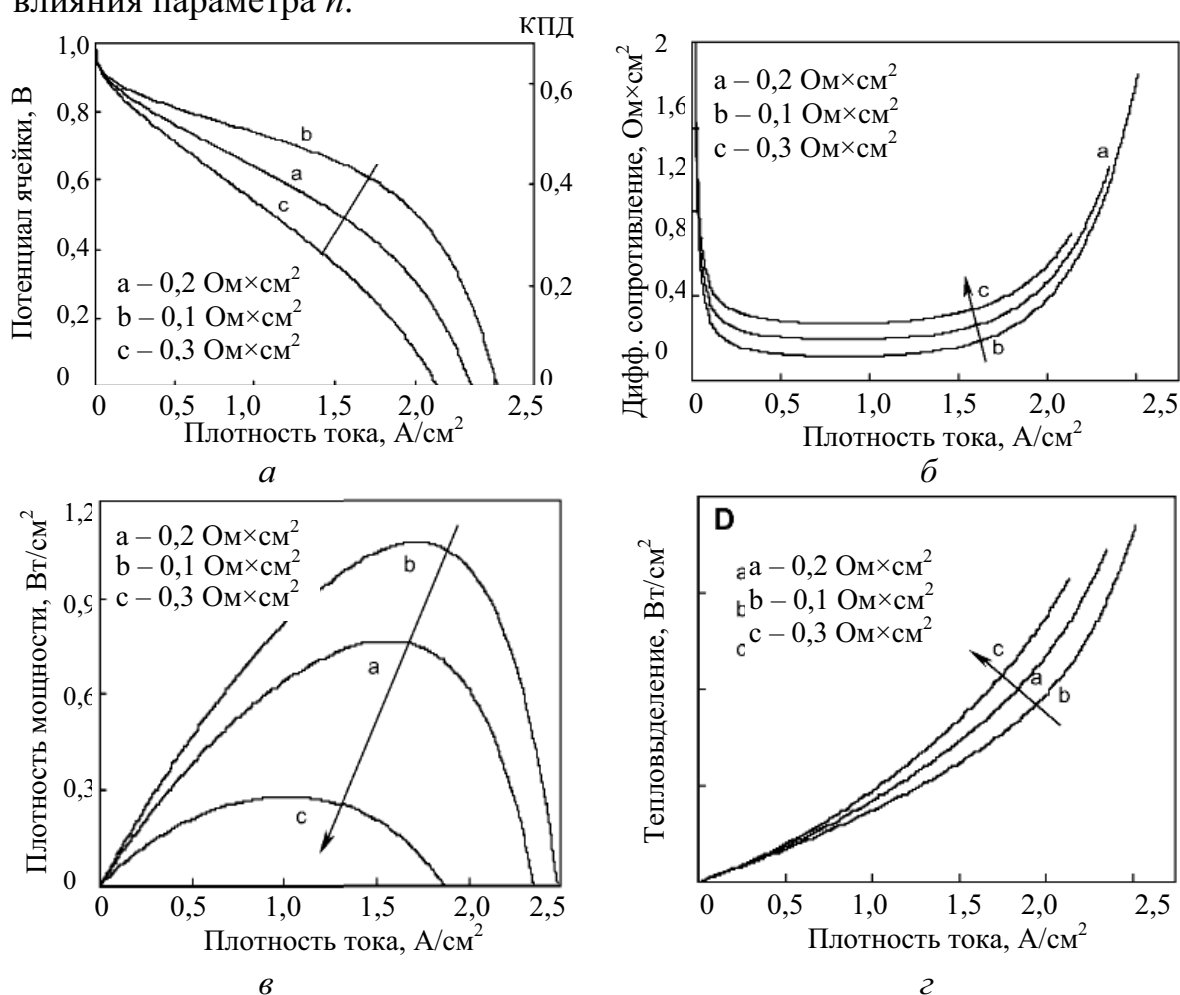 влияния параметра n.
КПД
Потенциал ячейки, В
1,0
0,8
0,6
0,4
0,2
0
0,6
0,4
0,2
0
b
a
c
a – 0,2 Ом×см²
b – 0,1 Ом×см²
c – 0,3 Ом×см²
0 0,5 1,0 1,5 2,0 2,5
Плотность тока, А/см²
а
Дифф. сопротивление, Ом×см²
2
1,6
1,2
0,8
0,4
0
a – 0,2 Ом×см²
b – 0,1 Ом×см²
c – 0,3 Ом×см²
a
c
b
0 0,5 1,0 1,5 2,0 2,5
Плотность тока, А/см²
б
Плотность мощности, Вт/см²
1,2
0,9
0,6
0,3
0
a – 0,2 Ом×см²
b – 0,1 Ом×см²
c – 0,3 Ом×см²
b
a
c
0 0,5 1,0 1,5 2,0 2,5
Плотность тока, А/см²
в
Тепловыделение, Вт/см²
D
a a – 0,2 Ом×см²
b b – 0,1 Ом×см²
c c – 0,3 Ом×см²
c
a
b
0 0,5 1,0 1,5 2,0 2,5
Плотность тока, А/см²
г